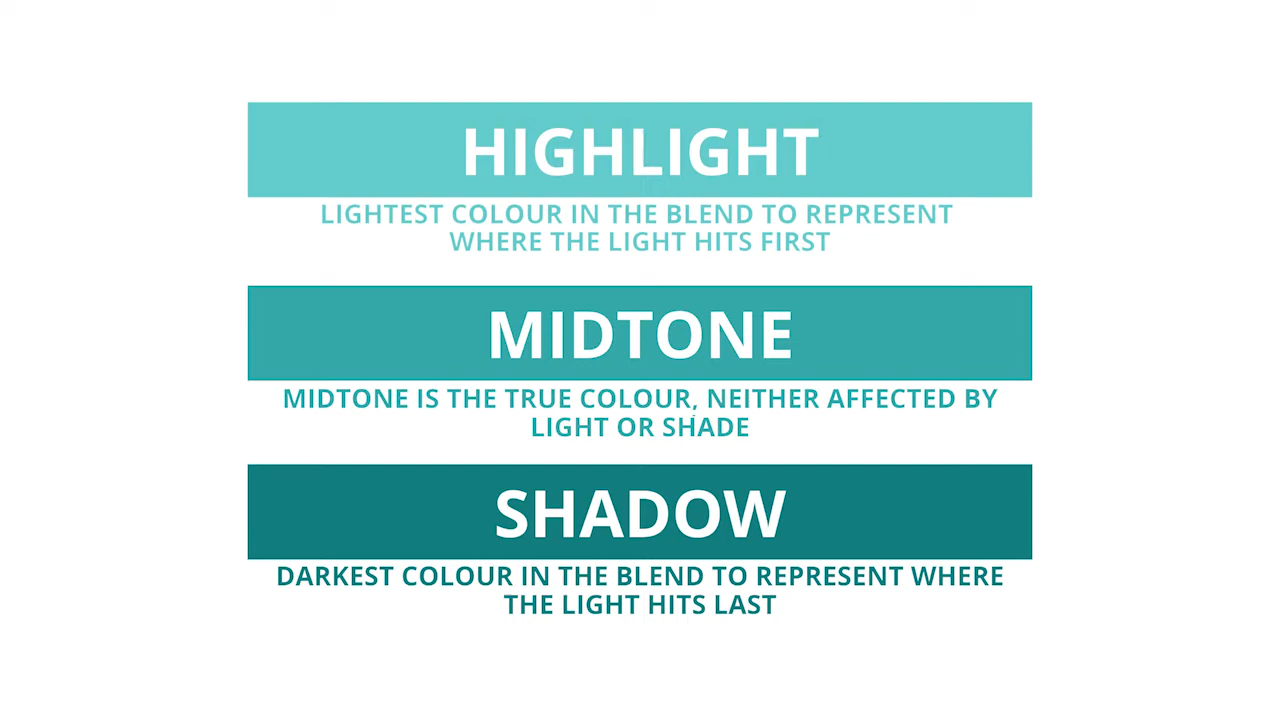 HIGHLIGHT
LIGHTEST COLOUR IN THE BLEND TO REPRESENT
WHERE THE LIGHT HITS FIRST
MIDTONE
MIDTONE IS THE TRUE COLOUR, NEITHER AFFECTED BY
LIGHT OR SHADE
SHADOW
DARKEST COLOUR IN THE BLEND TO REPRESENT WHERE
THE LIGHT HITS LAST